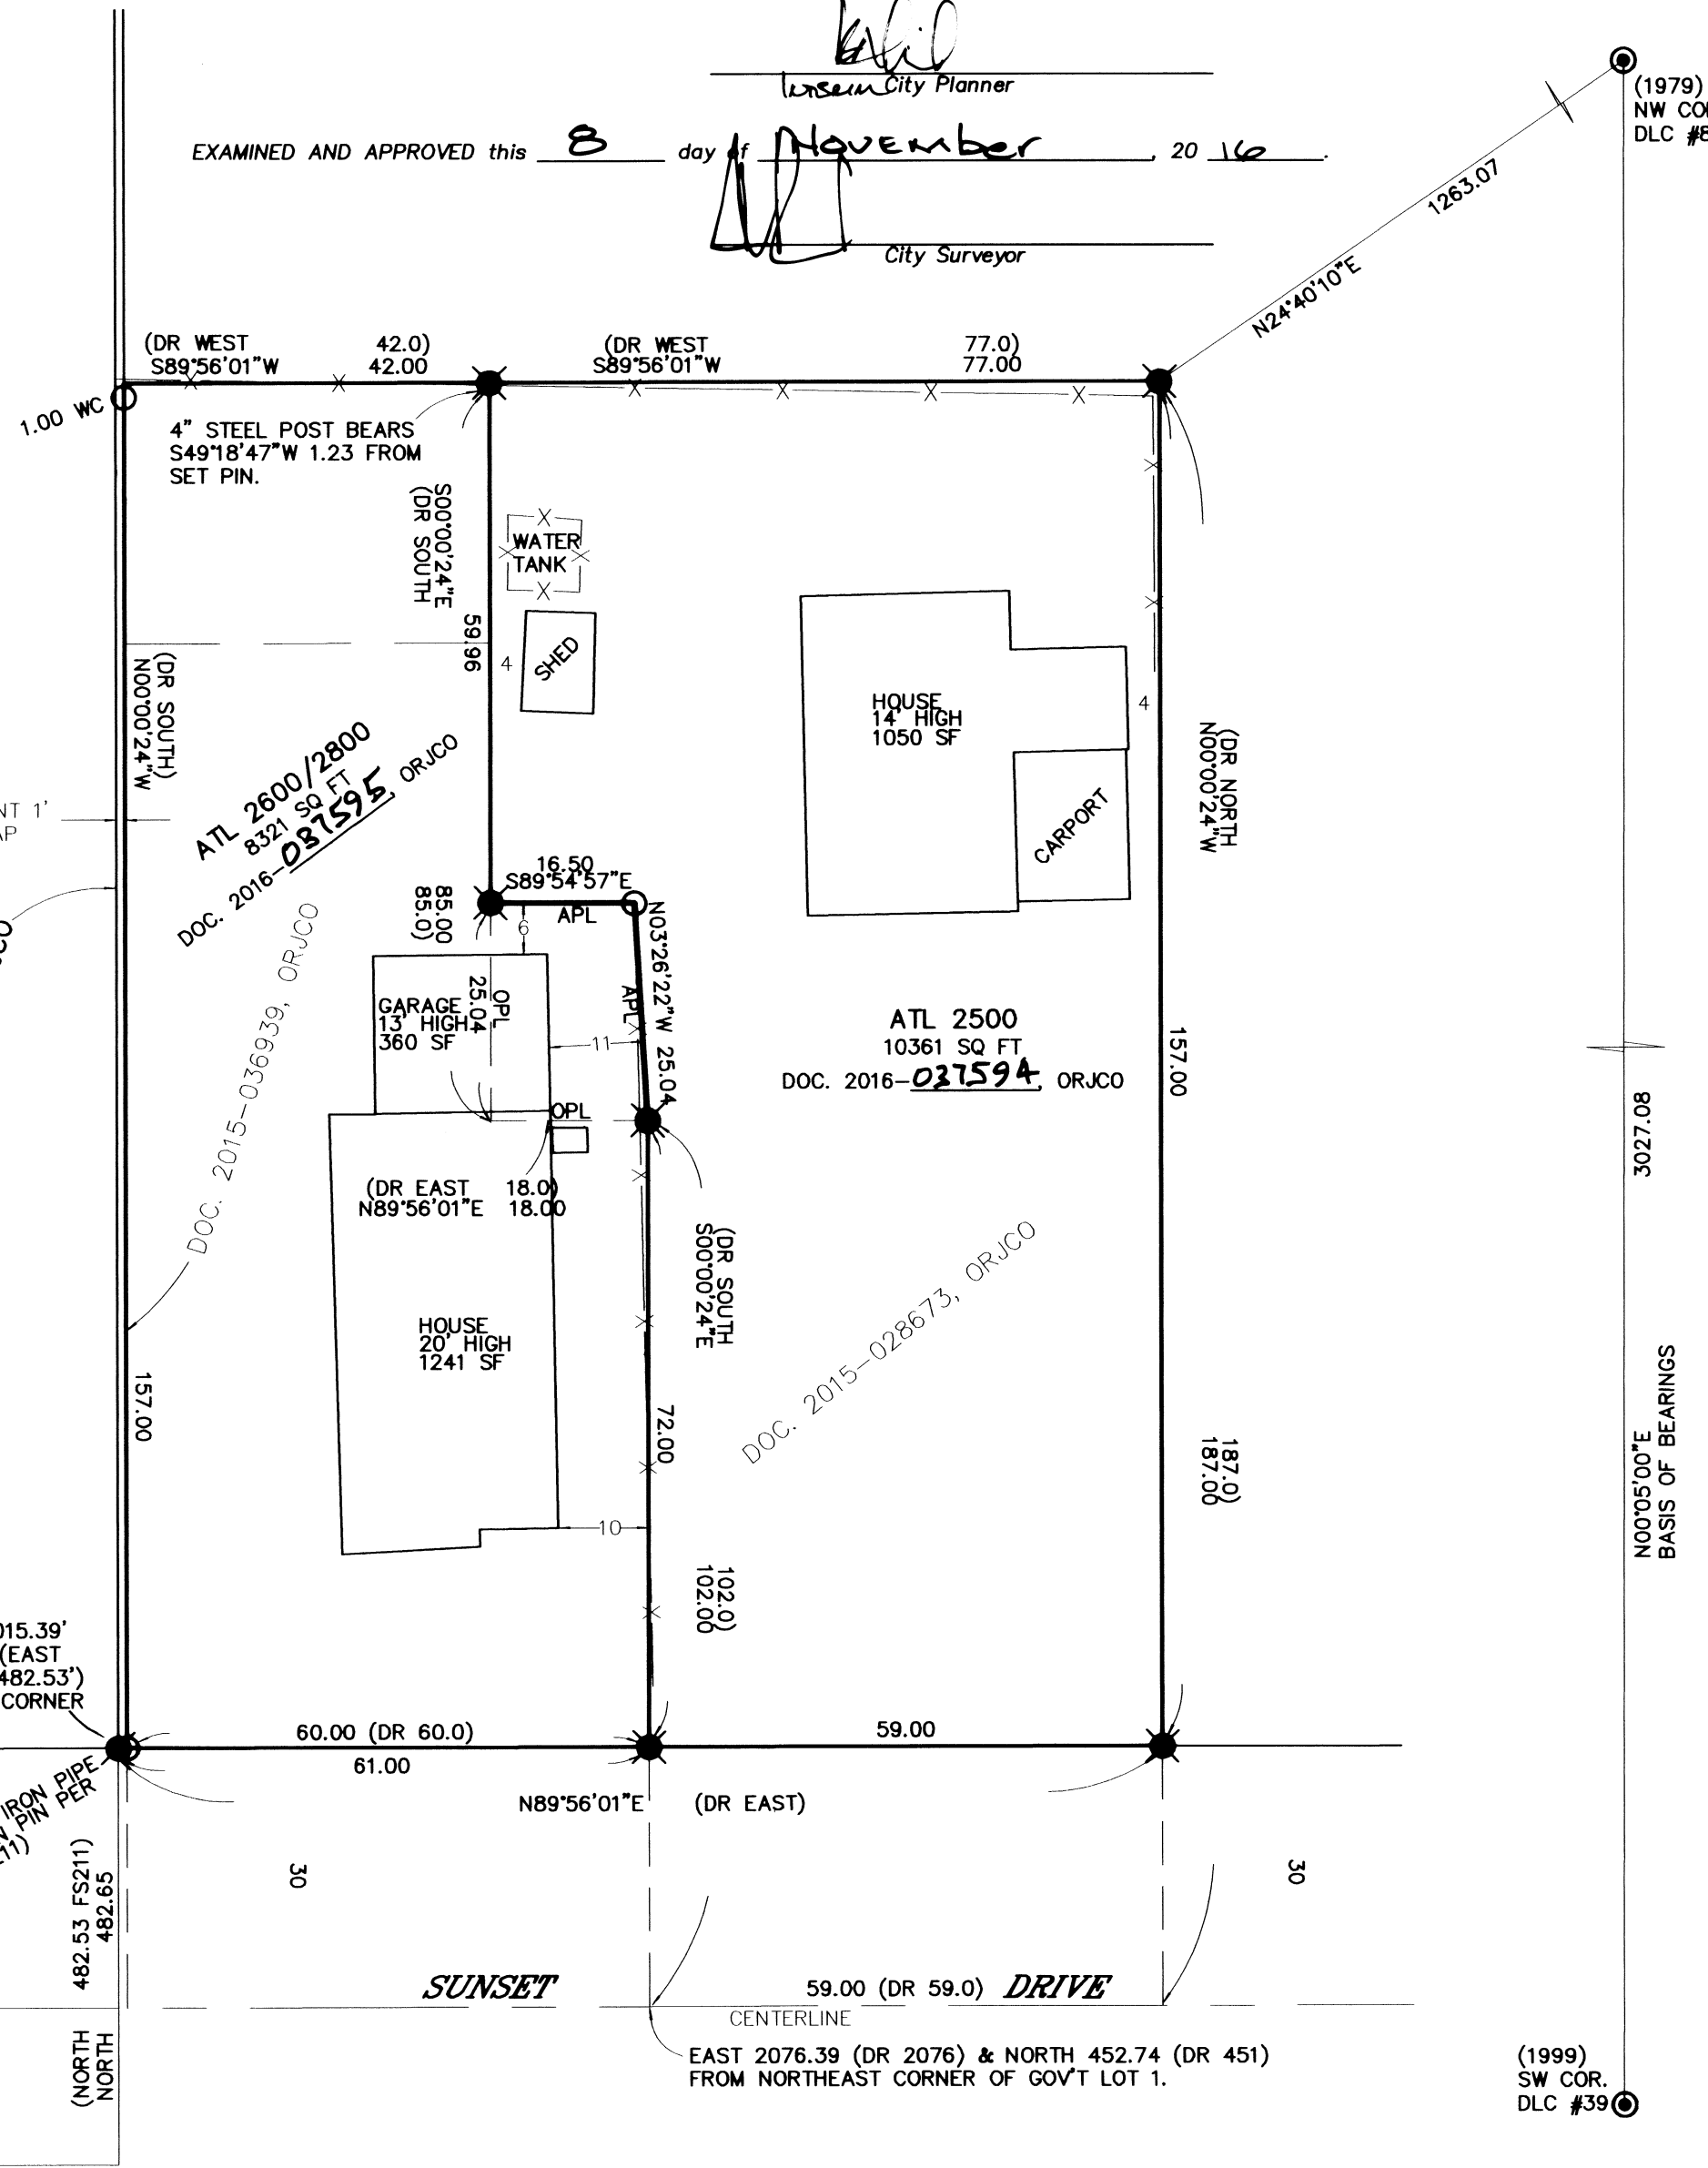 City Planner
EXAMINED AND APPROVED this 8 day of November, 20 16.
City Surveyor
(1979)
NW
DLC
1263.07
N24°40'10"E
(DR WEST 42.0)
S89°56'01"W 42.00
(DR WEST 77.0)
S89°56'01"W 77.00
1.00 WC
4" STEEL POST BEARS
S49°18'47"W 1.23 FROM
SET PIN.
S00°00'24"E
(DR SOUTH
59.96
WATER
TANK
SHED
4
HOUSE
14' HIGH
1050 SF
4
CARPORT
(DR SOUTH)
N00°00'24"W
(DR NORTH
N00°00'24"W
ATL 2600/2800
8321 SQ FT
DOC. 2016-037595, ORJCO
1'
16.50
S89°54'57"E
APL
85.00
85.0)
6
N03°26'22"W 25.04
APL
OPL
25.04
GARAGE
13' HIGH
360 SF
11
DOC. 2015-036939, ORJCO
ATL 2500
10361 SQ FT
DOC. 2016-037594, ORJCO
157.00
3027.08
OPL
(DR EAST 18.0)
N89°56'01"E 18.00
(DR SOUTH
S00°00'24"E
DOC. 2015-028673, ORJCO
HOUSE
20' HIGH
1241 SF
157.00
72.00
187.0)
187.00
N00°05'00"E
BASIS OF BEARINGS
10
102.0)
102.00
015.39'
(EAST
482.53')
CORNER
60.00 (DR 60.0)
61.00
59.00
IRON PIPE
PIN PER
N89°56'01"E (DR EAST)
30
30
482.53 FS211)
482.65
SUNSET DRIVE
59.00 (DR 59.0)
CENTERLINE
(NORTH
NORTH
EAST 2076.39 (DR 2076) & NORTH 452.74 (DR 451)
FROM NORTHEAST CORNER OF GOV'T LOT 1.
(1999)
SW COR.
DLC #39